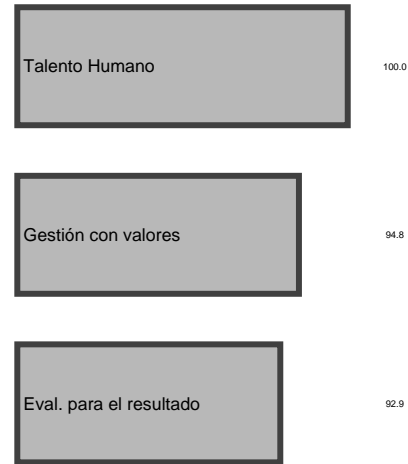 Talento Humano 100.0
Gestión con valores 94.8
Eval. para el resultado 92.9